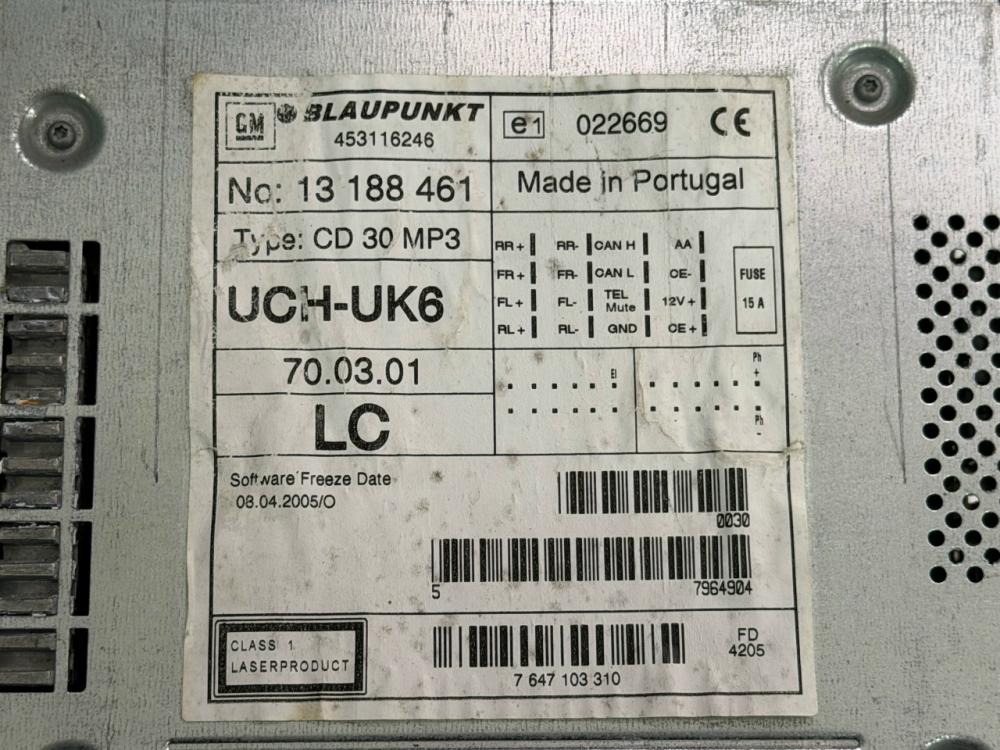 GM
BLAUPUNKT
453116246
e1 022669 CE
No: 13 188 461
Made in Portugal
Type: CD 30 MP3
UCH-UK6
70.03.01
LC
RR+ RR- CAN H AA
FR+ FR- CAN L CE-
FL+ FL- TEL Mute 12V+
RL+ RL- GND CE+
FUSE
15 A
El
Ph
+
Ph
-
Software Freeze Date
08.04.2005/O
0030
5 7964904
CLASS 1
LASERPRODUCT
7 647 103 310
FD
4205